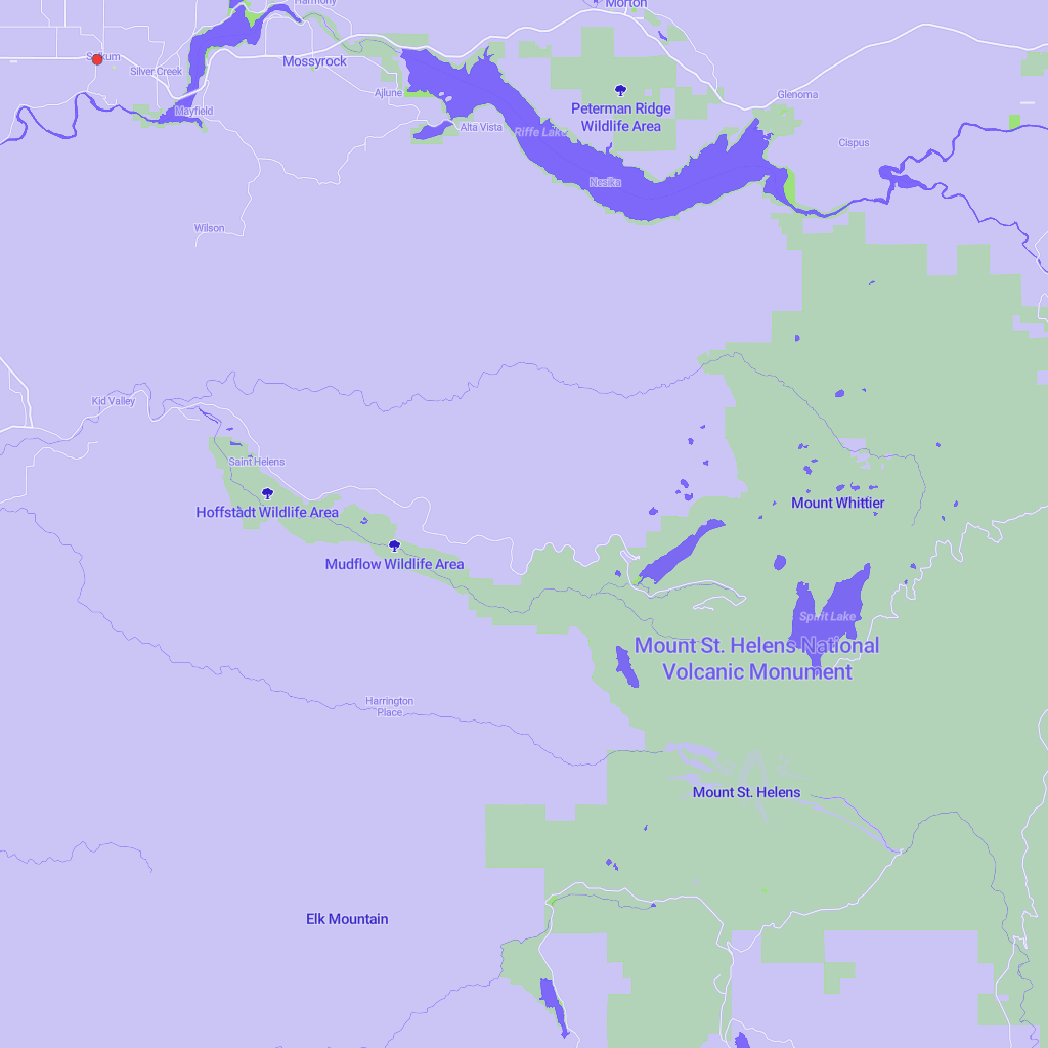 Harmony
Morton
Salkum
Mossyrock
Silver Creek
Ajlune
Glenoma
Mayfield
Peterman Ridge
Wildlife Area
Alta Vista
Riffe Lake
Cispus
Nesika
Wilson
Kid Valley
Saint Helens
Hoffstadt Wildlife Area
Mount Whittier
Mudflow Wildlife Area
Spirit Lake
Mount St. Helens National
Volcanic Monument
Harrington
Place
Mount St. Helens
Elk Mountain